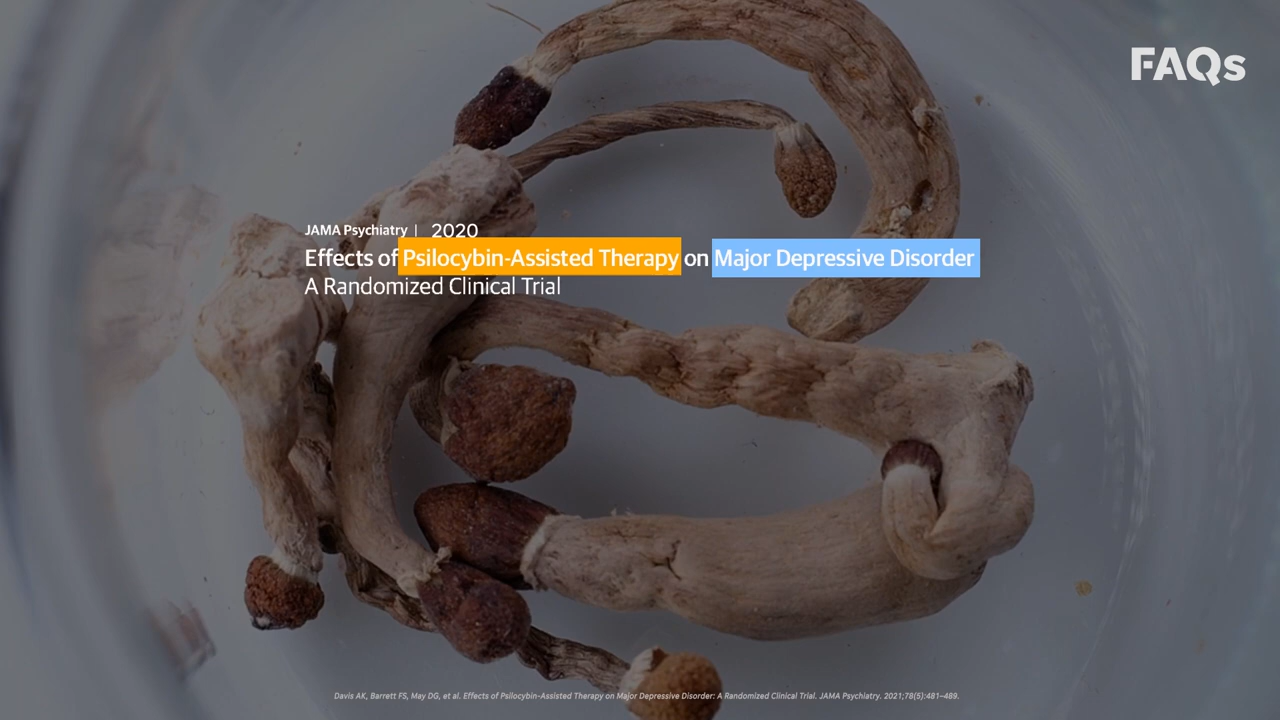 FAQs
JAMA Psychiatry | 2020
Effects of Psilocybin-Assisted Therapy on Major Depressive Disorder
A Randomized Clinical Trial
Davis AK, Barrett FS, May DG, et al. Effects of Psilocybin-Assisted Therapy on Major Depressive Disorder: A Randomized Clinical Trial. JAMA Psychiatry. 2021;78(5):481–489.